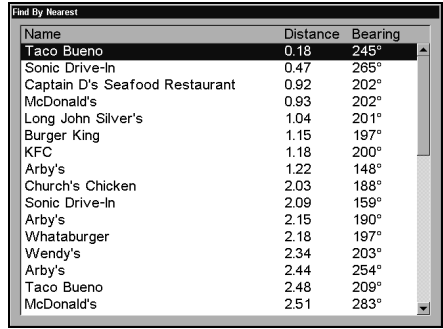 Find By Nearest
Name Distance Bearing
Taco Bueno 0.18 245°
Sonic Drive-In 0.47 265°
Captain D's Seafood Restaurant 0.92 202°
McDonald's 0.93 202°
Long John Silver's 1.04 201°
Burger King 1.15 197°
KFC 1.18 200°
Arby's 1.22 148°
Church's Chicken 2.03 188°
Sonic Drive-In 2.09 159°
Arby's 2.15 190°
Whataburger 2.18 197°
Wendy's 2.34 203°
Arby's 2.44 254°
Taco Bueno 2.48 209°
McDonald's 2.51 283°